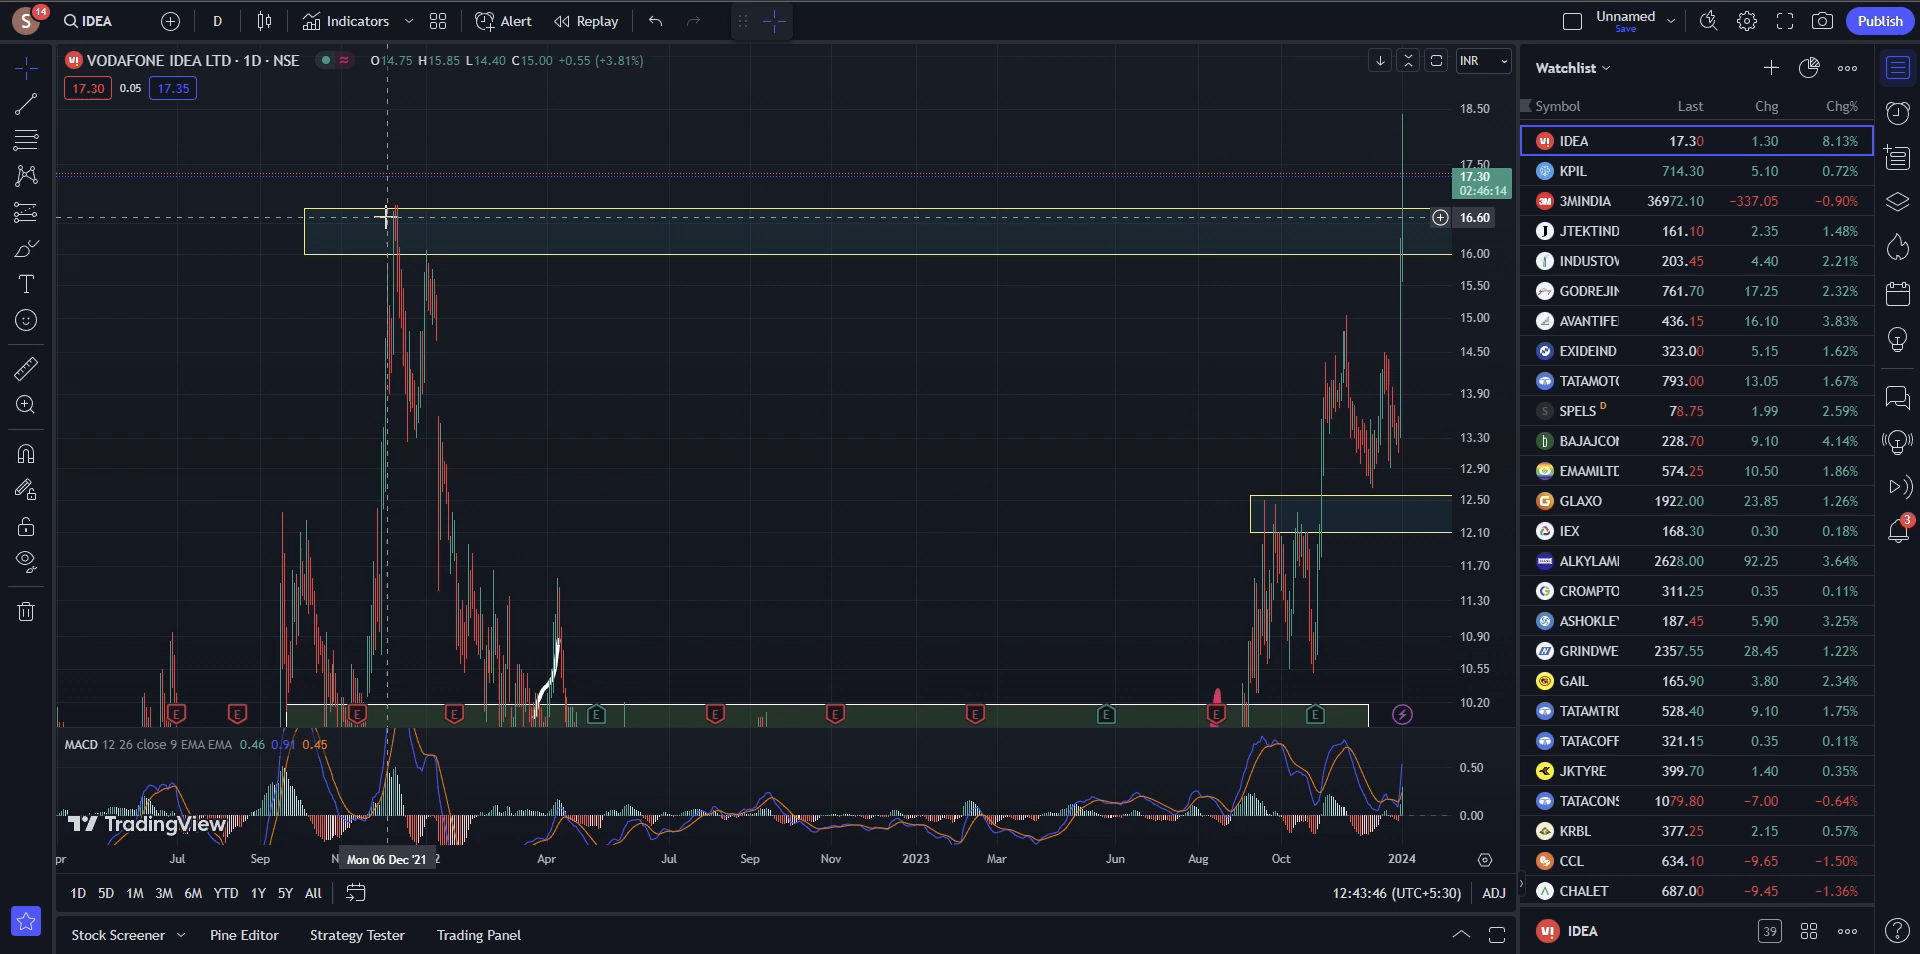 S 14 IDEA D Indicators Alert Replay Unnamed Save Publish
VODAFONE IDEA LTD · 1D · NSE O14.75 H15.85 L14.40 C15.00 +0.55 (+3.81%) INR
17.30 0.05 17.35
18.50
17.50
17.30
02:46:14
16.60
16.00
15.50
15.00
14.50
13.90
13.30
12.90
12.50
12.10
11.70
11.30
10.90
10.55
10.20
E E E E E E E E E E E
MACD 12 26 close 9 EMA EMA 0.46 0.91 0.45
0.50
0.00
TradingView
pr Jul Sep N Mon 06 Dec '21 2 Apr Jul Sep Nov 2023 Mar Jun Aug Oct 2024
1D 5D 1M 3M 6M YTD 1Y 5Y All 12:43:46 (UTC+5:30) ADJ
Stock Screener Pine Editor Strategy Tester Trading Panel
Watchlist
Symbol Last Chg Chg%
IDEA 17.30 1.30 8.13%
KPIL 714.30 5.10 0.72%
3M 3MINDIA 36972.10 −337.05 −0.90%
J JTEKTIND 161.10 2.35 1.48%
INDUSTOW 203.45 4.40 2.21%
GODREJIN 761.70 17.25 2.32%
AVANTIFE 436.15 16.10 3.83%
EXIDEIND 323.00 5.15 1.62%
TATAMOTO 793.00 13.05 1.67%
S SPELS D 78.75 1.99 2.59%
b BAJAJCON 228.70 9.10 4.14%
EMAMILTD 574.25 10.50 1.86%
G GLAXO 1922.00 23.85 1.26%
IEX 168.30 0.30 0.18%
ALKYLAMI 2628.00 92.25 3.64%
CROMPTO 311.25 0.35 0.11%
ASHOKLEY 187.45 5.90 3.25%
GRINDWE 2357.55 28.45 1.22%
GAIL 165.90 3.80 2.34%
TATAMTRD 528.40 9.10 1.75%
TATACOFF 321.15 0.35 0.11%
JKTYRE 399.70 1.40 0.35%
TATACONS 1079.80 −7.00 −0.64%
KRBL 377.25 2.15 0.57%
CCL 634.10 −9.65 −1.50%
CHALET 687.00 −9.45 −1.36%
IDEA 39
3